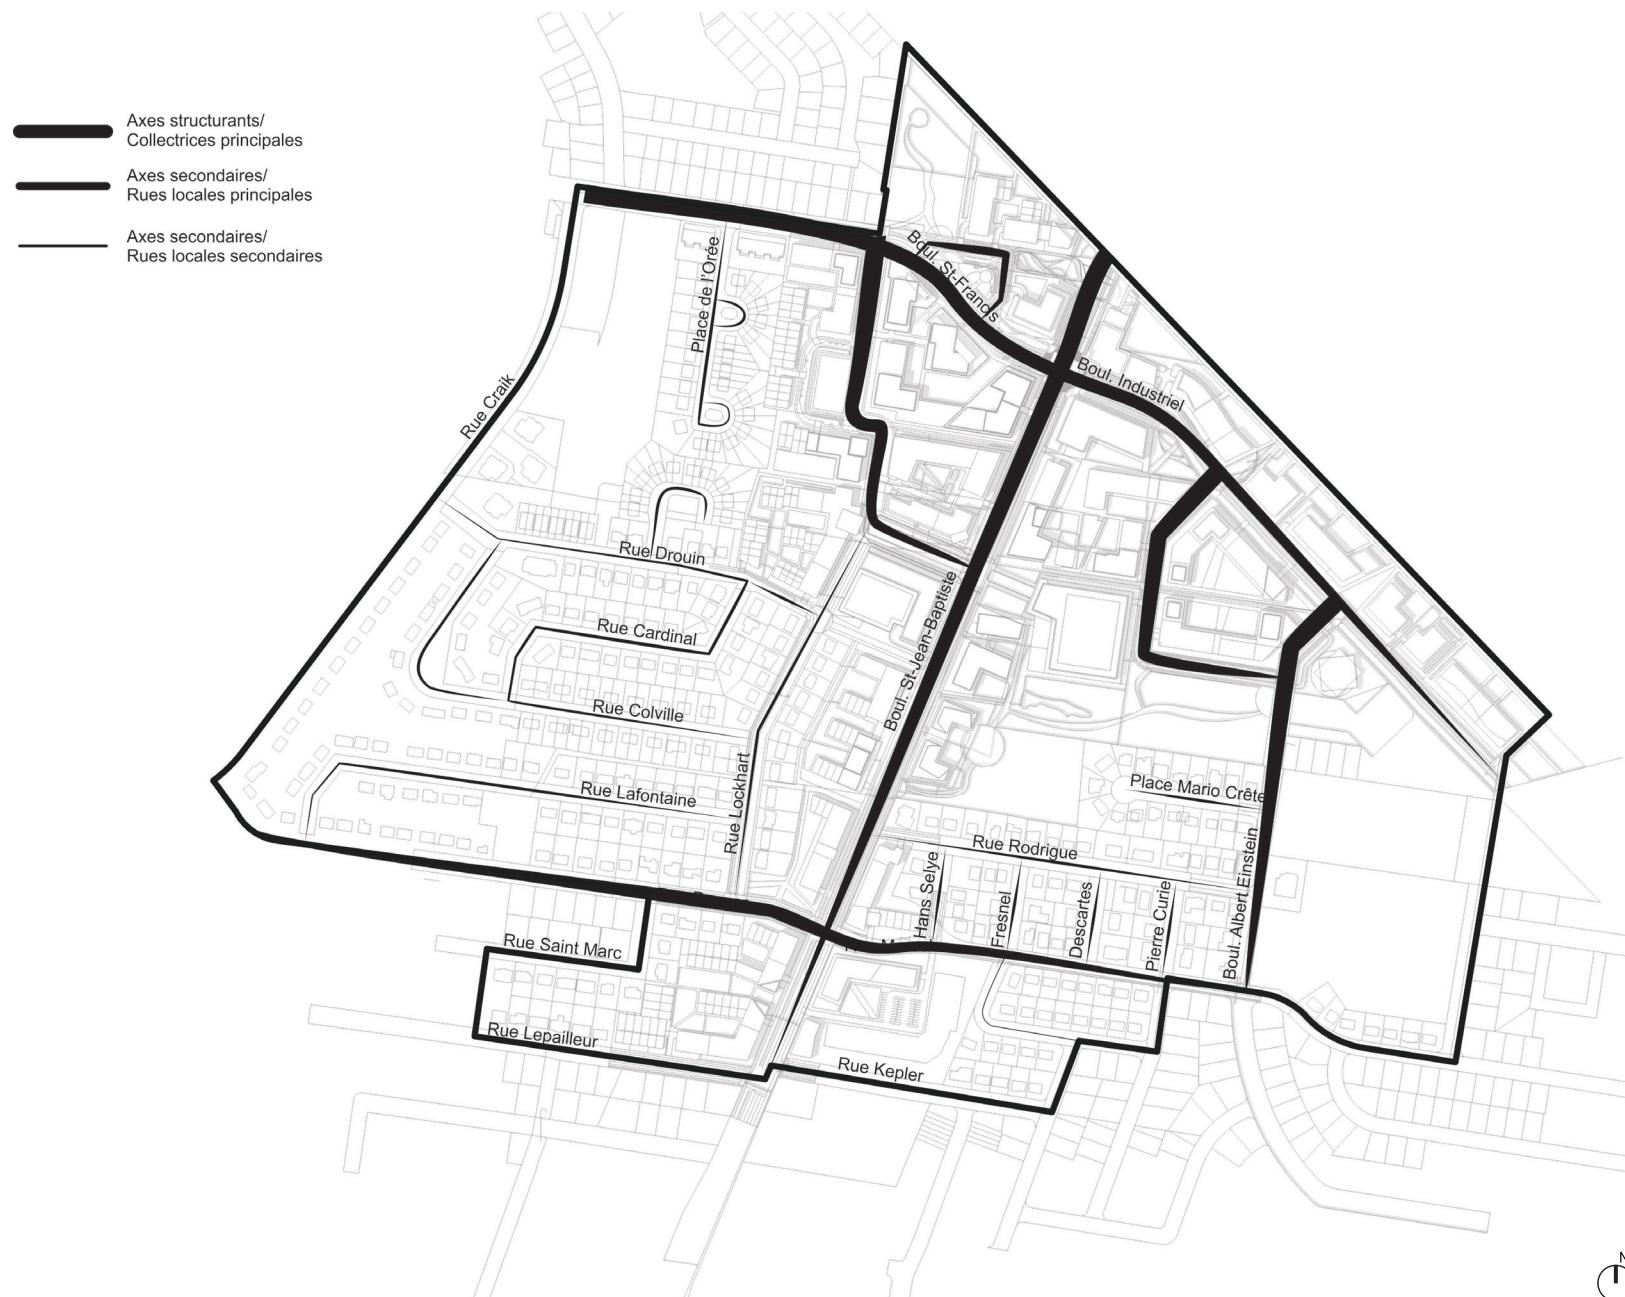 Axes structurants/
Collectrices principales
Axes secondaires/
Rues locales principales
Axes secondaires/
Rues locales secondaires
Boul. St-Francis
Place de l'Orée
Boul. Industriel
Rue Craik
Rue Drouin
Rue Cardinal
Boul. St-Jean-Baptiste
Rue Colville
Rue Lafontaine
Rue Lockhart
Place Mario Crête
Rue Rodrigue
Hans Selye
Fresnel
Descartes
Pierre Curie
Boul. Albert Einstein
Rue Saint Marc
Rue Lepailleur
Rue Kepler
N